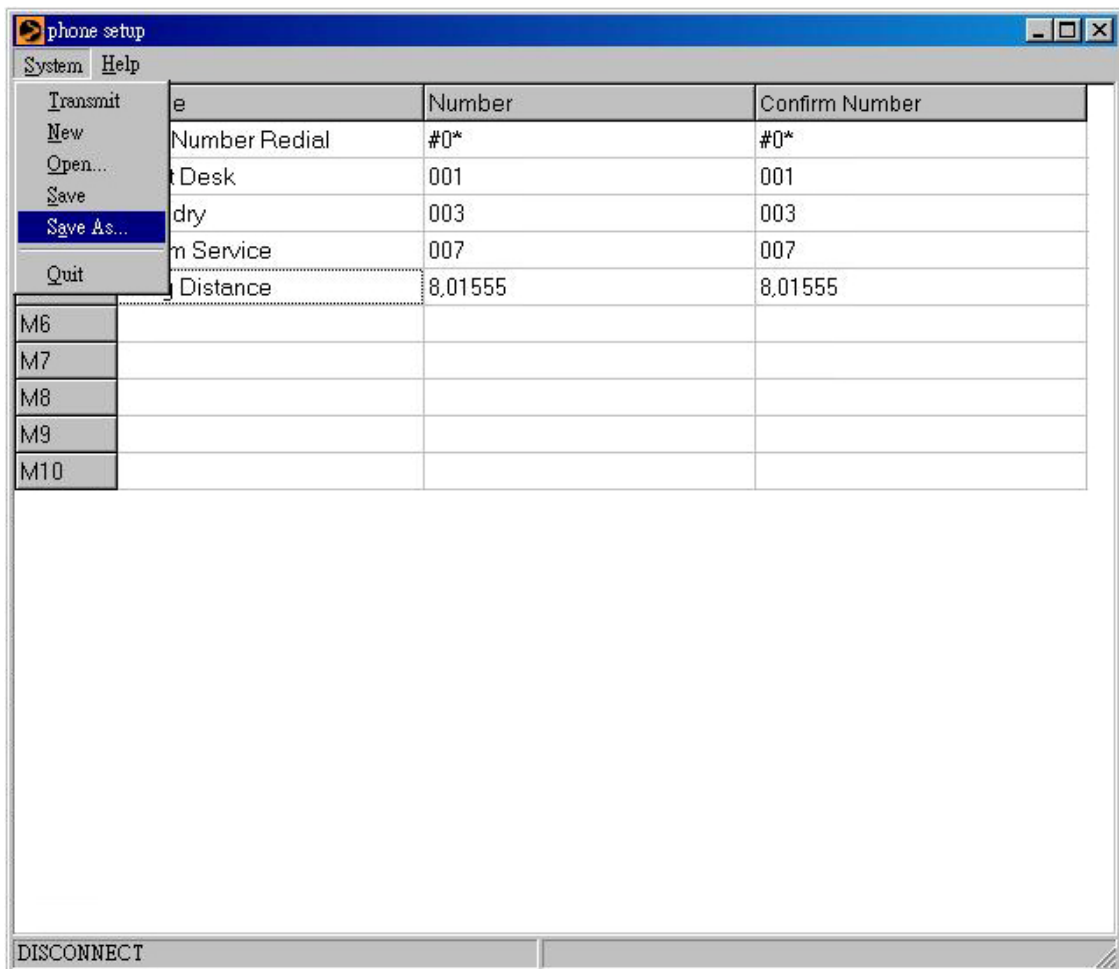 phone setup
System Help
Transmit
New
Open...
Save
Save As...
Quit
e Number Confirm Number
Number Redial #0* #0*
t Desk 001 001
dry 003 003
m Service 007 007
g Distance 8,01555 8,01555
M6
M7
M8
M9
M10
DISCONNECT